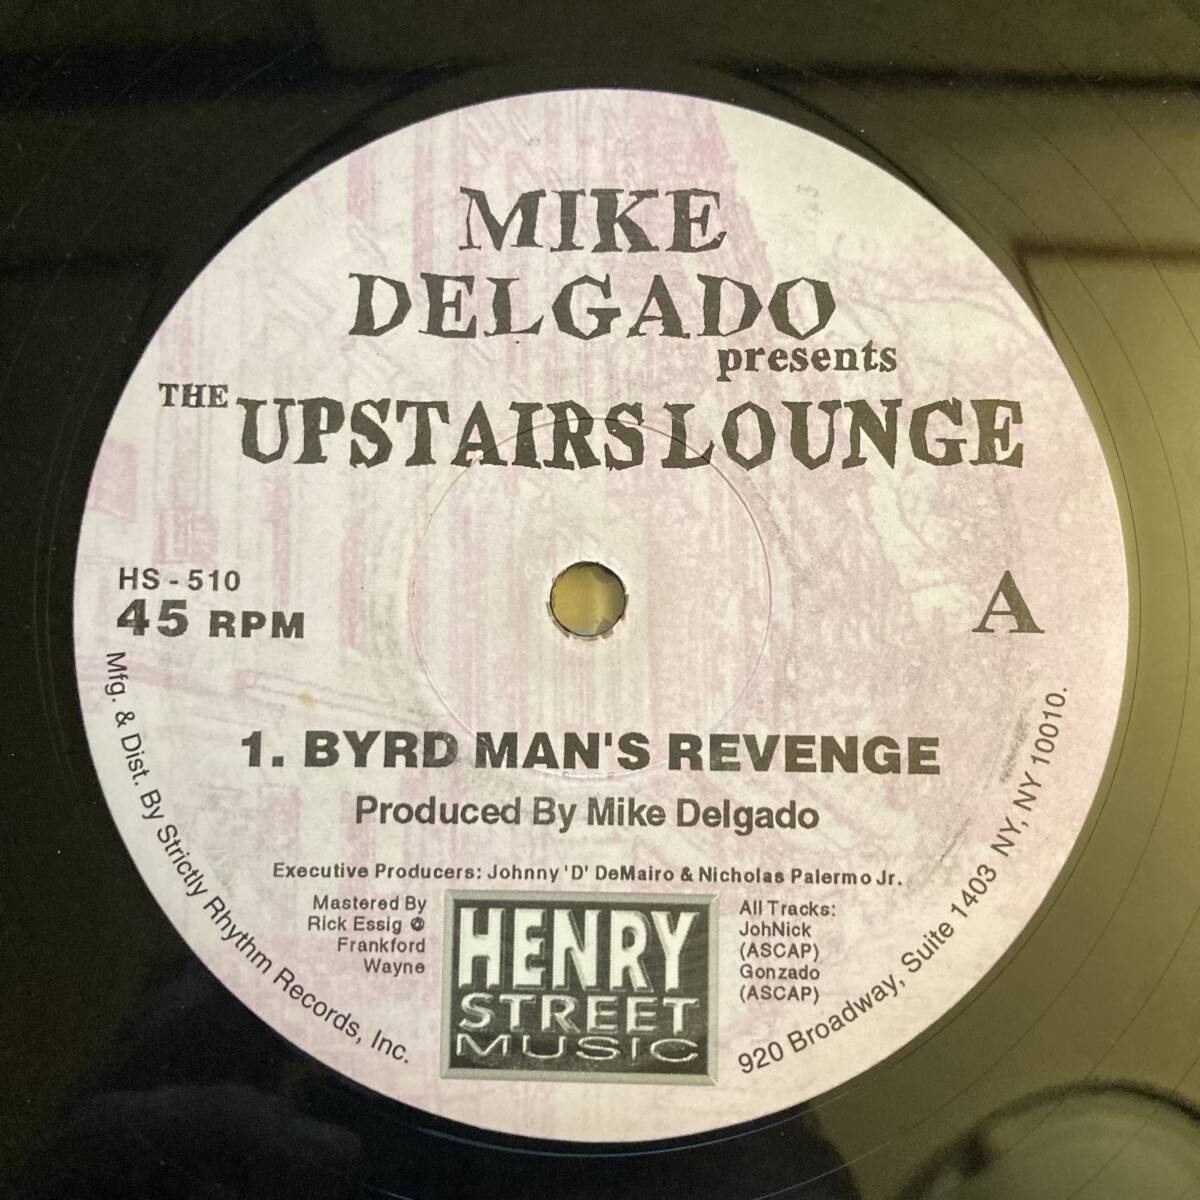 MIKE
DELGADO
presents
THE UPSTAIRS LOUNGE
HS - 510
45 RPM
A
1. BYRD MAN'S REVENGE
Produced By Mike Delgado
Executive Producers: Johnny 'D' DeMairo & Nicholas Palermo Jr.
Mastered By
Rick Essig @
Frankford
Wayne
HENRY
STREET
MUSIC
All Tracks:
JohNick
(ASCAP)
Gonzado
(ASCAP)
Mfg. & Dist. By Strictly Rhythm Records, Inc.
920 Broadway, Suite 1403 NY, NY 10010.